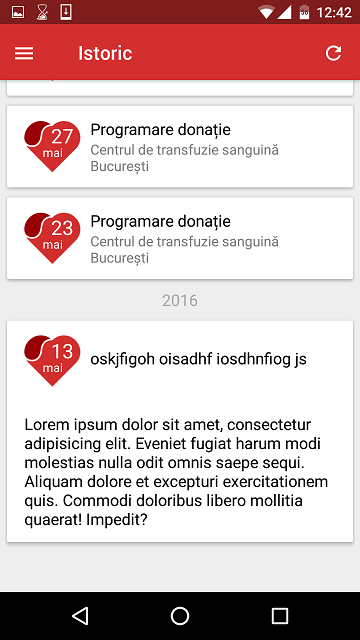 12:42
Istoric
27
mai
Programare donație
Centrul de transfuzie sanguină
București
23
mai
Programare donație
Centrul de transfuzie sanguină
București
2016
13
mai
oskjfigoh oisadhf iosdhnfiog js
Lorem ipsum dolor sit amet, consectetur
adipisicing elit. Eveniet fugiat harum modi
molestias nulla odit omnis saepe sequi.
Aliquam dolore et excepturi exercitationem
quis. Commodi doloribus libero mollitia
quaerat! Impedit?